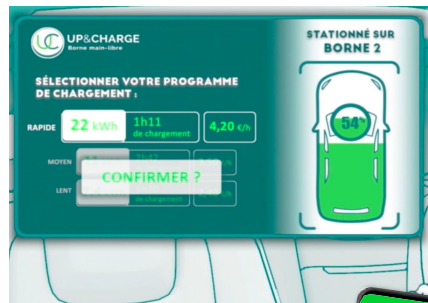 UC
UP&CHARGE
Borne main-libre
STATIONNÉ SUR
BORNE 2
SÉLECTIONNER VOTRE PROGRAMME
DE CHARGEMENT :
RAPIDE 22 kWh 1h11 de chargement 4,20 €/h
MOYEN
CONFIRMER ?
LENT
de chargement
54%